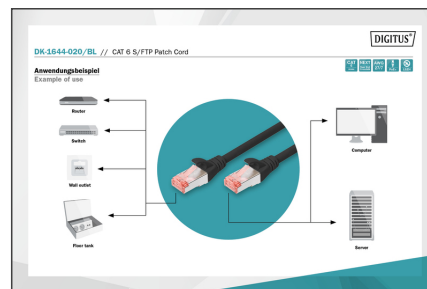 DIGITUS®
DK-1644-020/BL // CAT 6 S/FTP Patch Cord
Anwendungsbeispiel
Example of use
Router
Switch
Wall outlet
Floor tank
Computer
Server